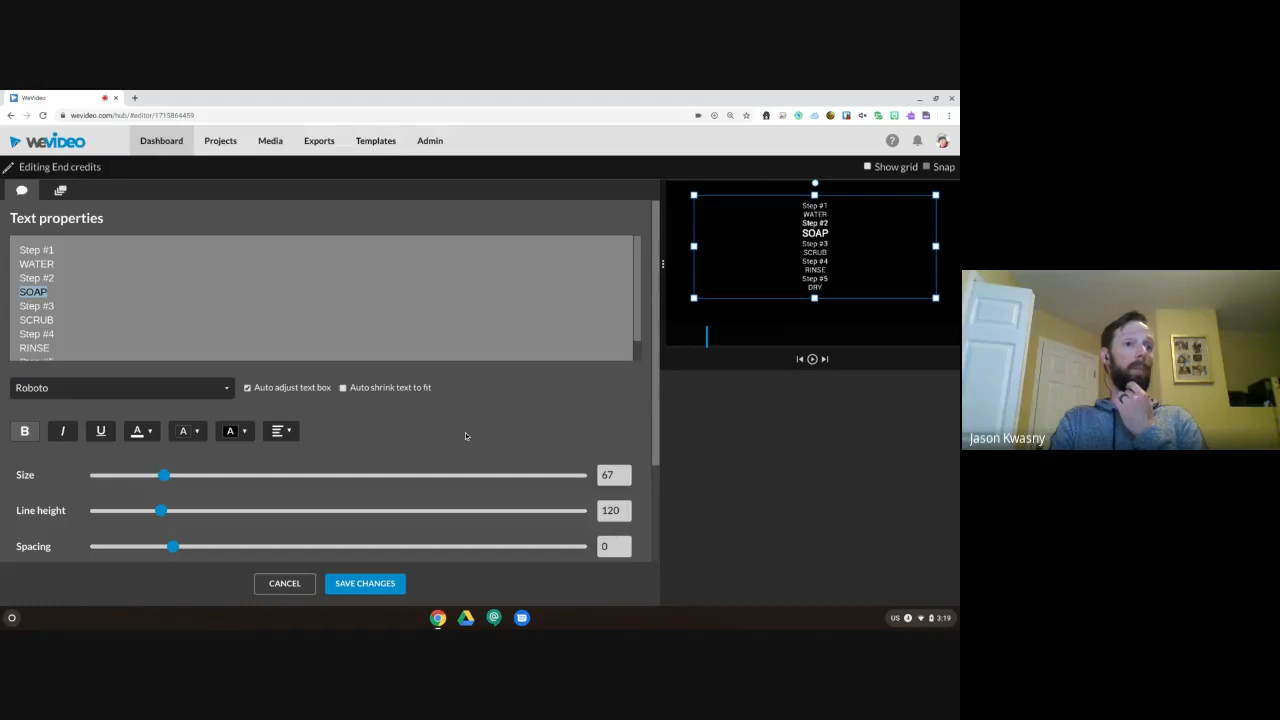 WeVideo
wevideo.com/hub/#editor/1715864459
WEVIDEO
Dashboard
Projects
Media
Exports
Templates
Admin
Editing End credits
Show grid
Snap
Text properties
Step #1
WATER
Step #2
SOAP
Step #3
SCRUB
Step #4
RINSE
Step #5
Step #1
WATER
Step #2
SOAP
Step #3
SCRUB
Step #4
RINSE
Step #5
DRY
Roboto
Auto adjust text box
Auto shrink text to fit
B
I
U
A
A
A
Size
67
Line height
120
Spacing
0
CANCEL
SAVE CHANGES
US
3:19
Jason Kwasny